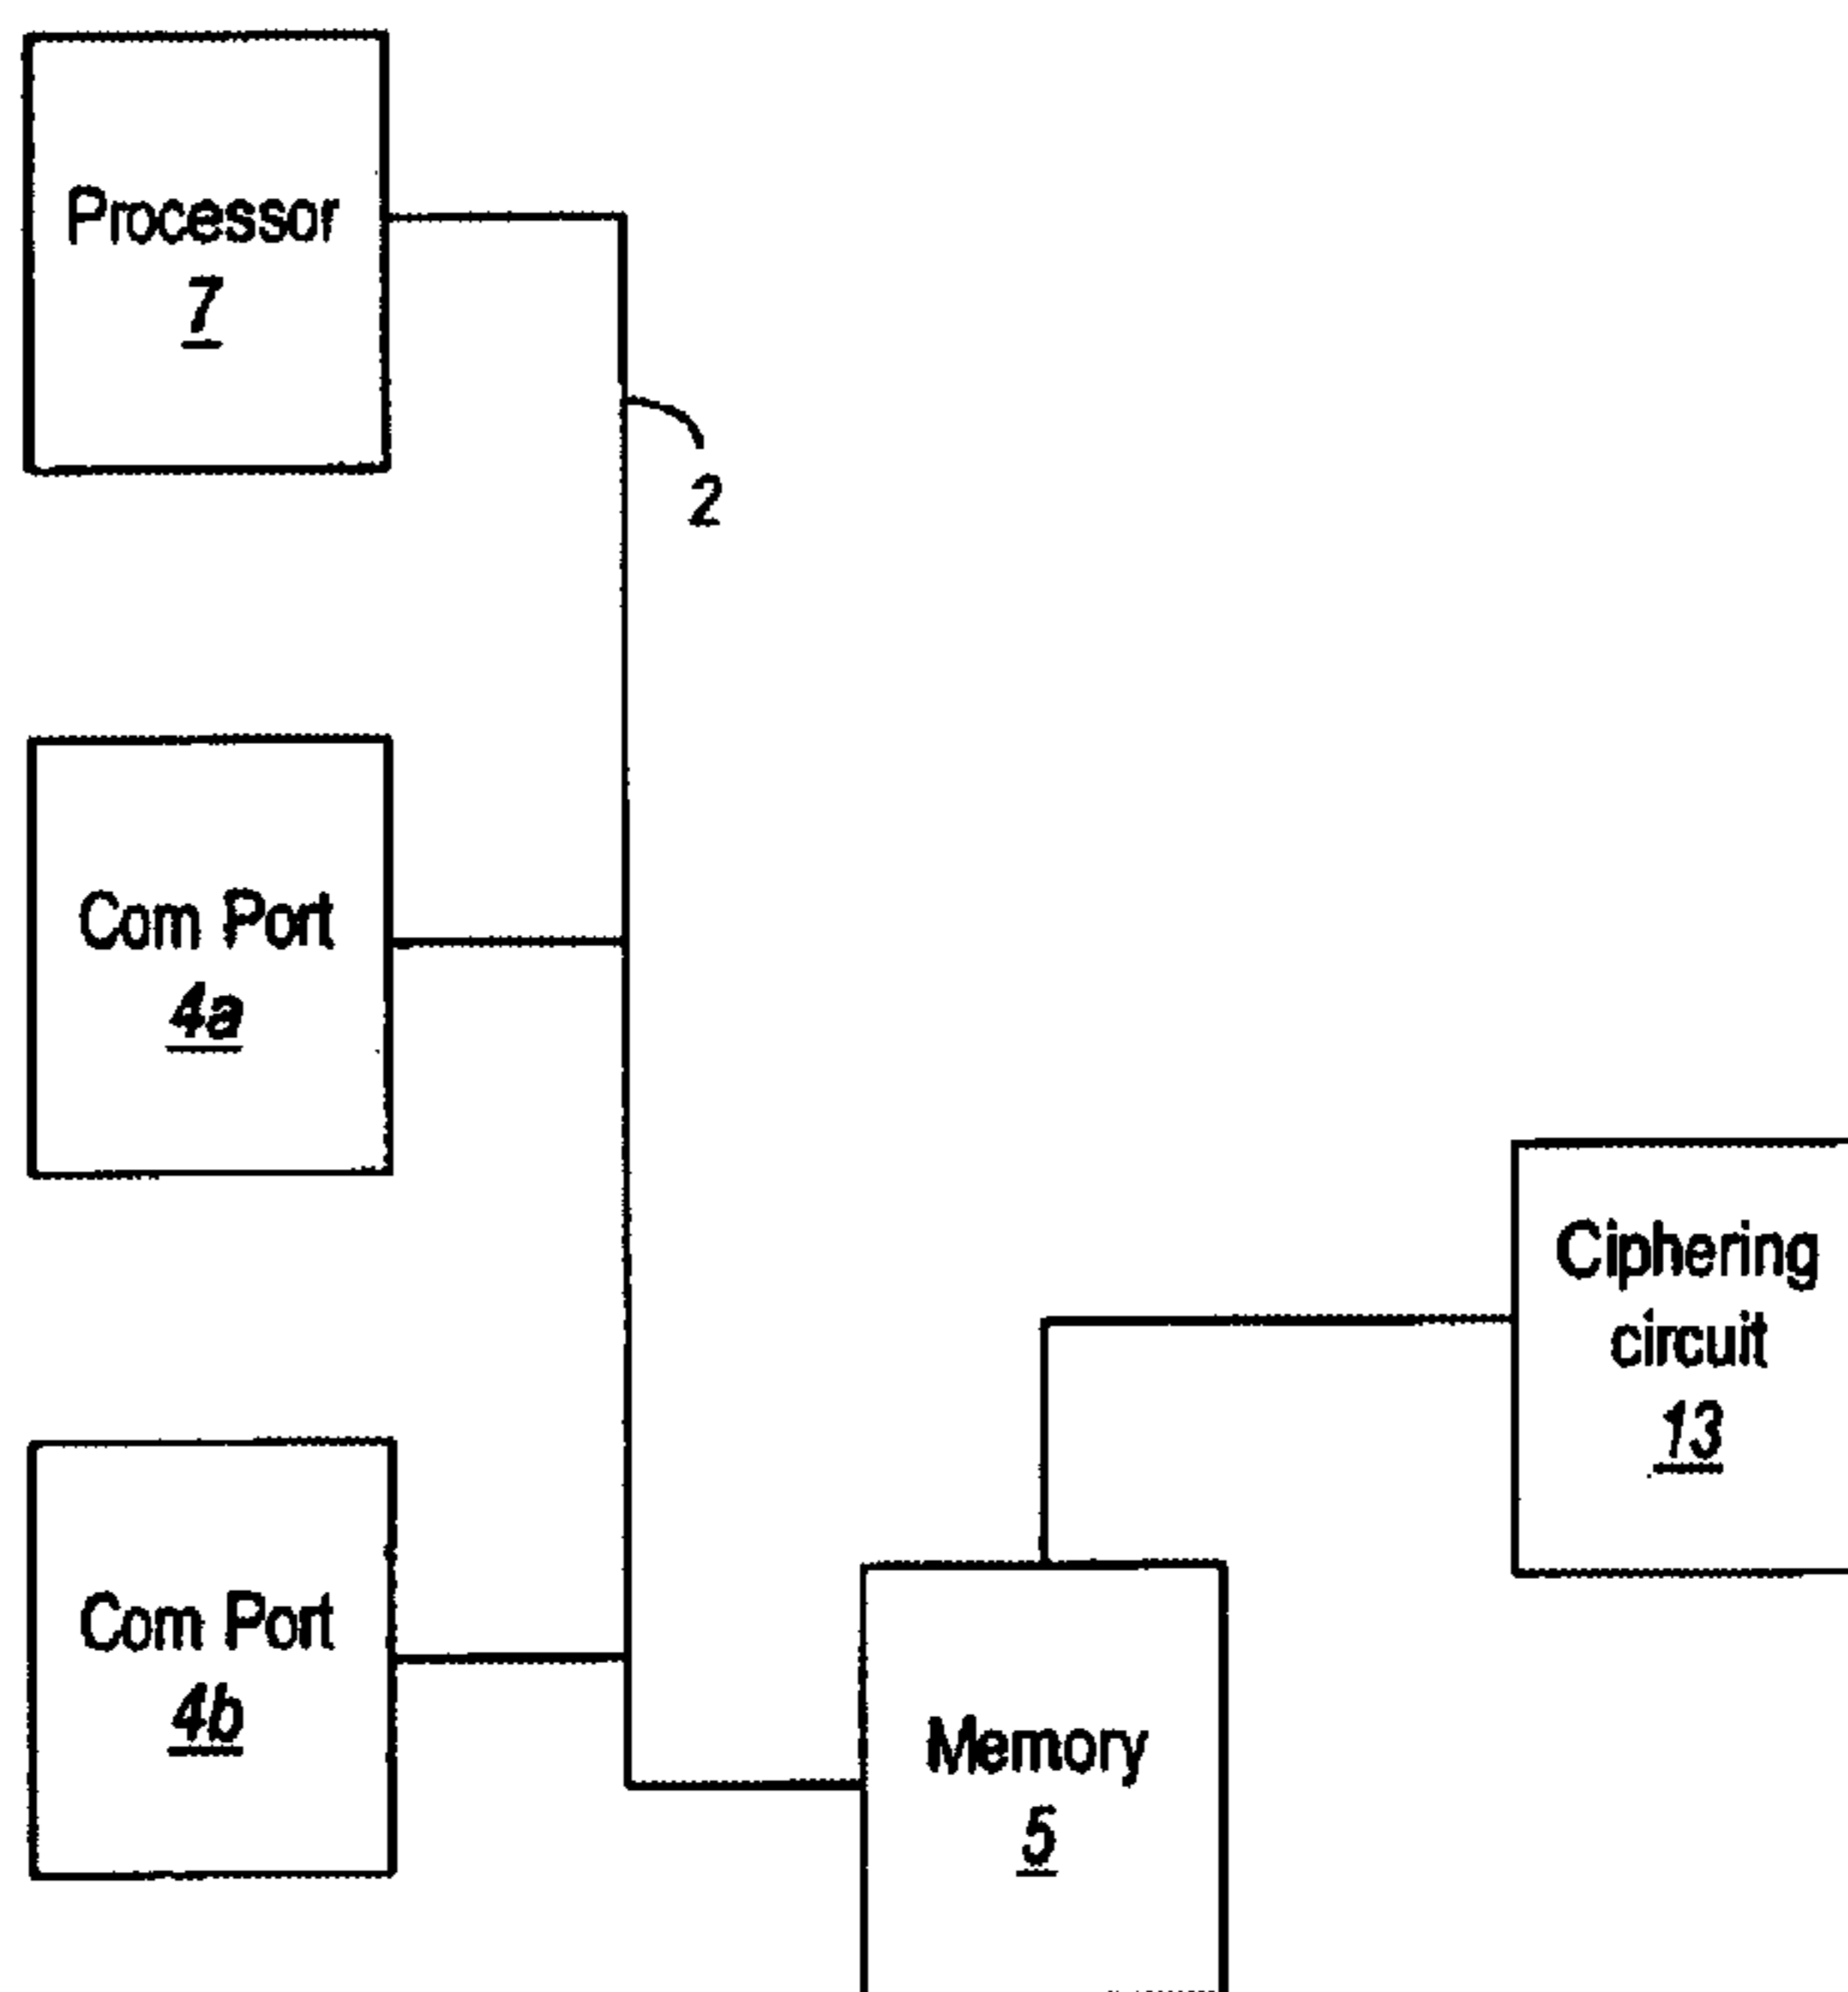 Processor
7
2
Com Port
4a
Ciphering
circuit
13
Com Port
4b
Memory
5